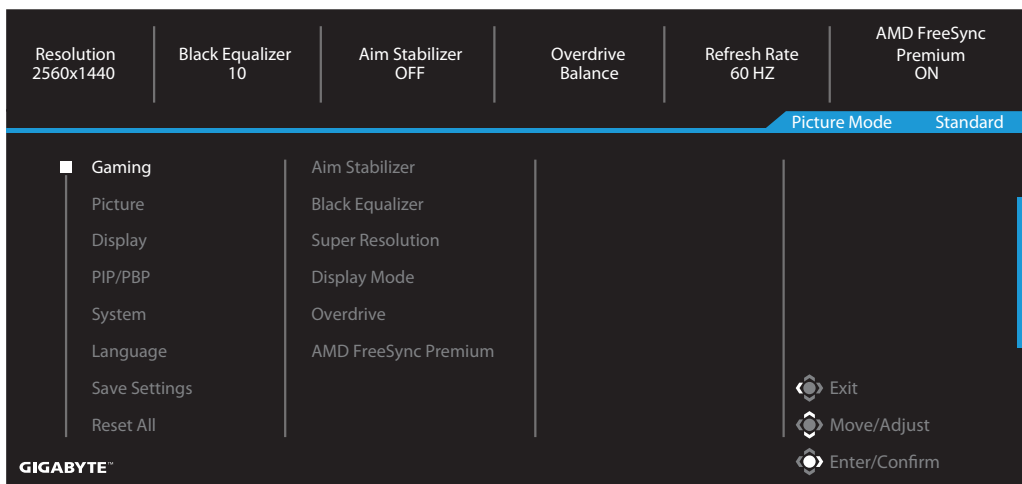 Resolution
2560x1440
Black Equalizer
10
Aim Stabilizer
OFF
Overdrive
Balance
Refresh Rate
60 HZ
AMD FreeSync
Premium
ON
Picture Mode Standard
Gaming
Picture
Display
PIP/PBP
System
Language
Save Settings
Reset All
Aim Stabilizer
Black Equalizer
Super Resolution
Display Mode
Overdrive
AMD FreeSync Premium
Exit
Move/Adjust
Enter/Confirm
GIGABYTE™